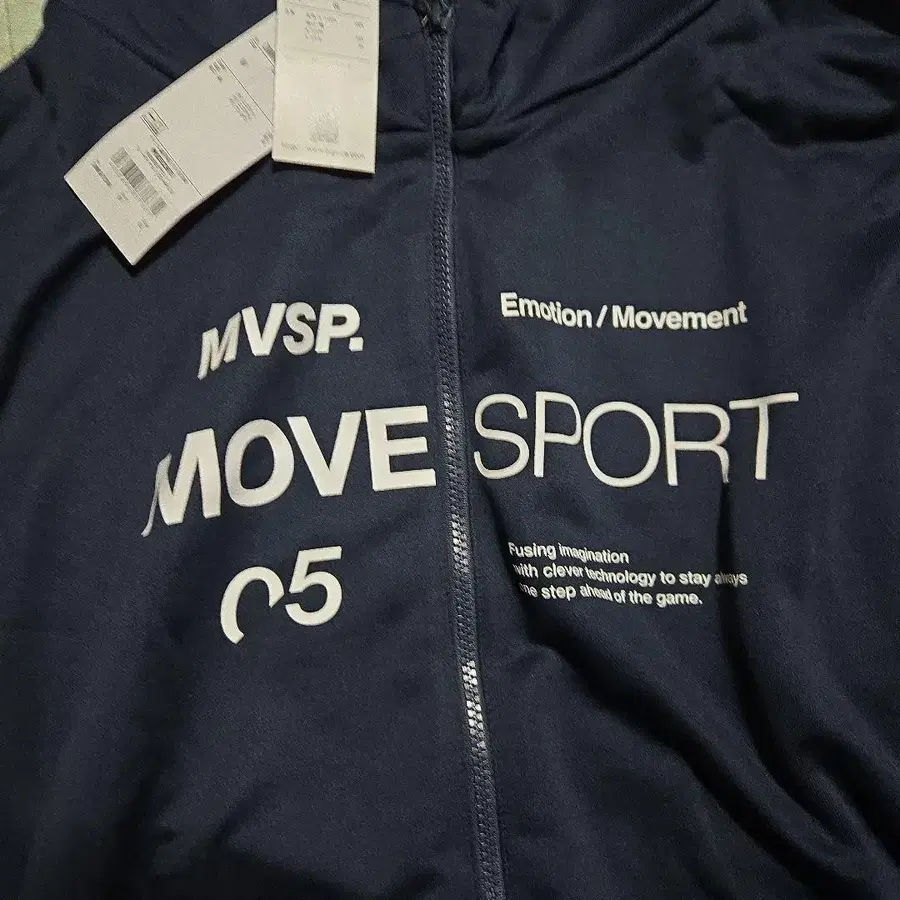 MVSP.
Emotion / Movement
MOVE SPORT
05
Fusing imagination
with clever technology to stay always
one step ahead of the game.